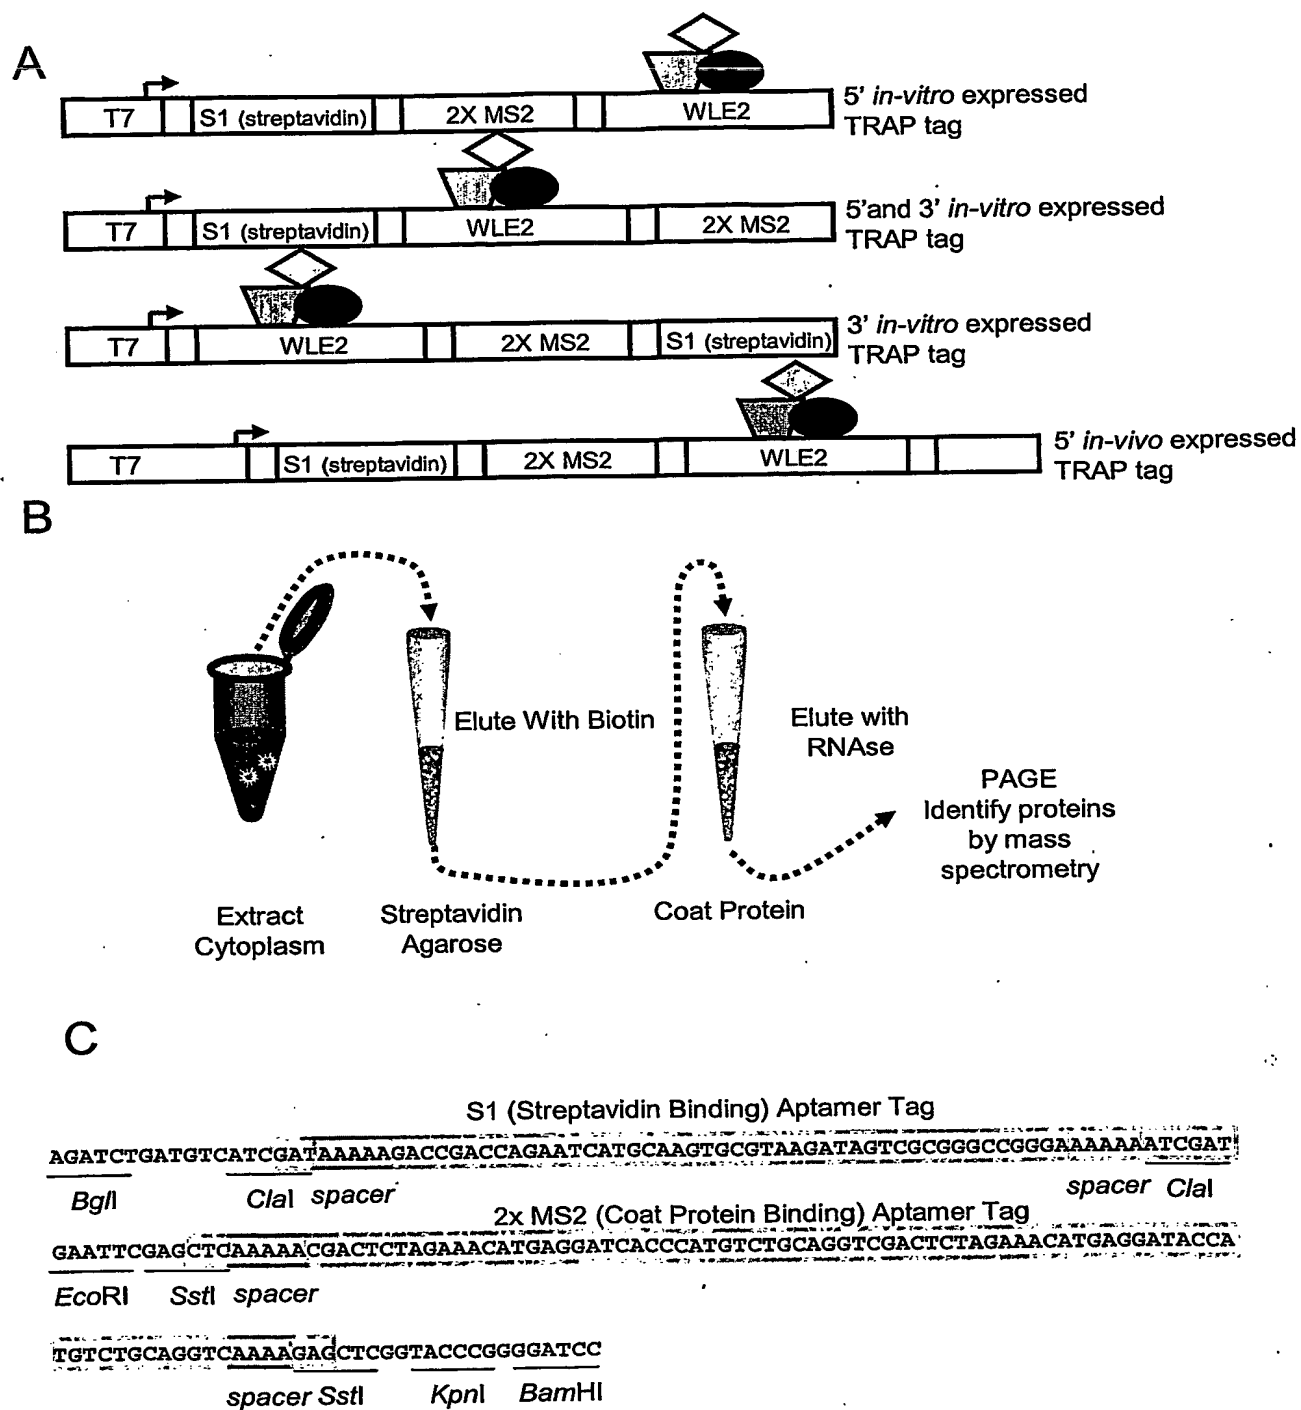 A
T7 S1 (streptavidin) 2X MS2 WLE2
5' in-vitro expressed
TRAP tag
T7 S1 (streptavidin) WLE2 2X MS2
5'and 3' in-vitro expressed
TRAP tag
T7 WLE2 2X MS2 S1 (streptavidin)
3' in-vitro expressed
TRAP tag
T7 S1 (streptavidin) 2X MS2 WLE2
5' in-vivo expressed
TRAP tag
B
Elute With Biotin
Elute with
RNAse
PAGE
Identify proteins
by mass
spectrometry
Extract
Cytoplasm
Streptavidin
Agarose
Coat Protein
C
S1 (Streptavidin Binding) Aptamer Tag
AGATCTGATGTCATCGATAAAAAGACCGACCAGAATCATGCAAGTGCGTAAGATAGTCGCGGGCCGGGAAAAAAATCGAT
BglI ClaI spacer spacer ClaI
2x MS2 (Coat Protein Binding) Aptamer Tag
GAATTCGAGCTCAAAAACGACTCTAGAAACATGAGGATCACCCATGTCTGCAGGTCGACTCTAGAAACATGAGGATACCA
EcoRI SstI spacer
TGTCTGCAGGTCAAAAGAGCTCGGTACCCGGGGATCC
spacer SstI KpnI BamHI